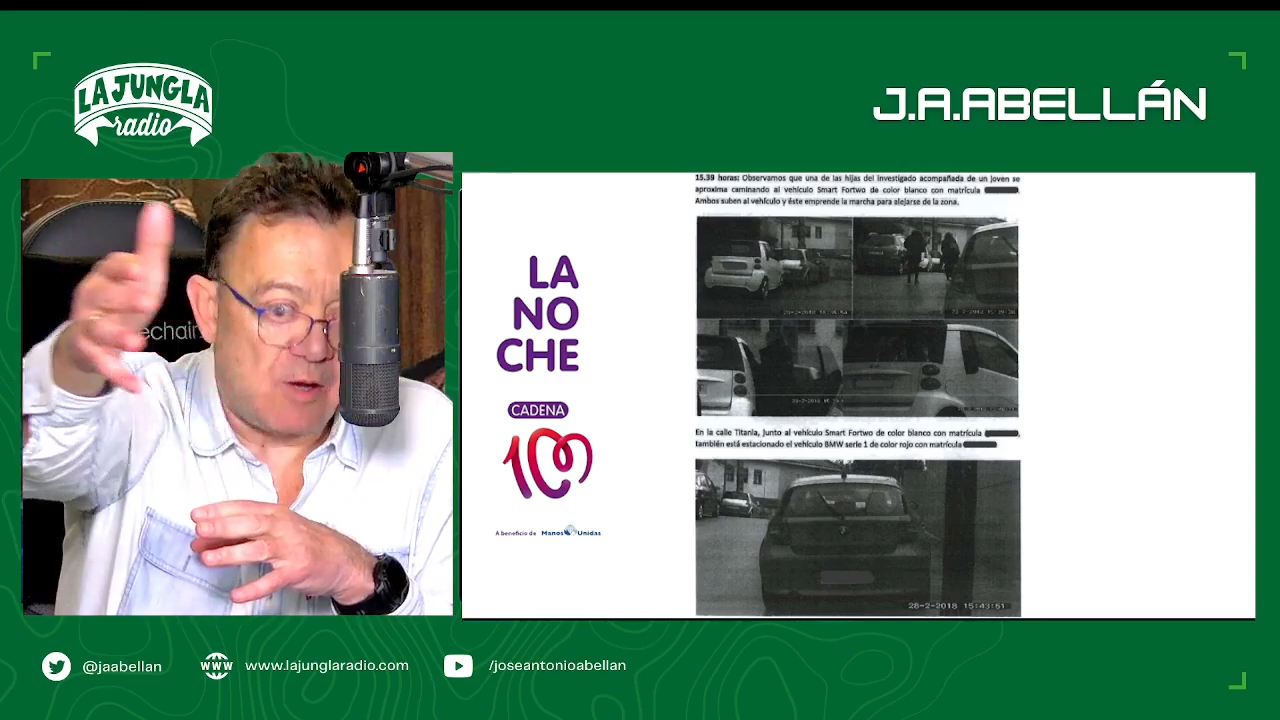 LA JUNGLA
radio
J.A.ABELLÁN
echair
15.39 horas: Observamos que una de las hijas del investigado acompañada de un joven se
aproxima caminando al vehículo Smart Fortwo de color blanco con matrícula
Ambos suben al vehículo y éste emprende la marcha para alejarse de la zona.
LA
NO
CHE
CADENA
100
A beneficio de Manos Unidas
En la calle Titania, junto al vehículo Smart Fortwo de color blanco con matrícula
también está estacionado el vehículo BMW serie 1 de color rojo con matrícula
28-2-2018 15:43:51
@jaabellan
www www.lajunglaradio.com
/joseantonioabellan